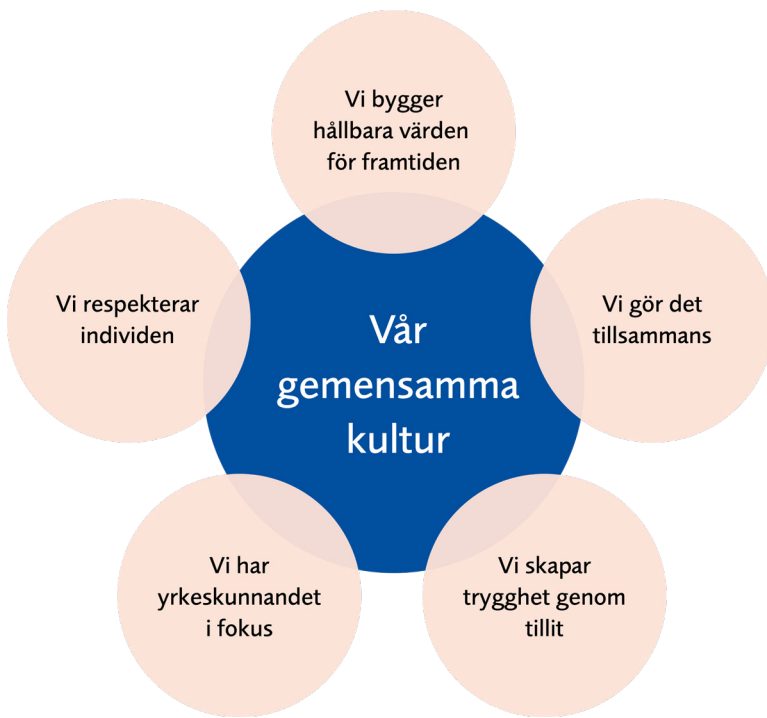 Vi bygger
hållbara värden
för framtiden
Vi respekterar
individen
Vår
gemensamma
kultur
Vi gör det
tillsammans
Vi har
yrkeskunnandet
i fokus
Vi skapar
trygghet genom
tillit